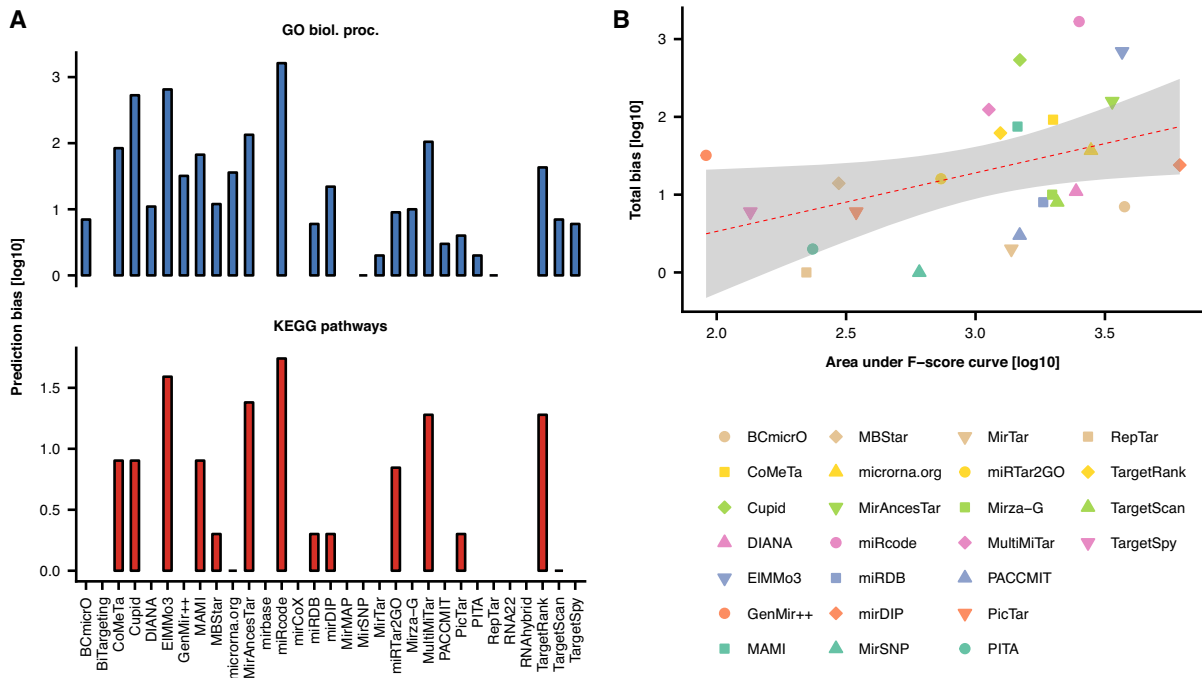 A
GO biol. proc.
3
2
1
0
KEGG pathways
1.5
1.0
0.5
0.0
Prediction bias [log10]
BCmicrO
BiTargeting
CoMeTa
Cupid
DIANA
ElMMo3
GenMir++
MAMI
MBStar
microrna.org
MirAncesTar
mirbase
miRcode
mirCoX
miRDB
mirDIP
MirMAP
MirSNP
MirTar
miRTar2GO
Mirza-G
MultiMiTar
PACCMIT
PicTar
PITA
RepTar
RNA22
RNAhybrid
TargetRank
TargetScan
TargetSpy
B
Total bias [log10]
3
2
1
0
2.0 2.5 3.0 3.5
Area under F−score curve [log10]
BCmicrO MBStar MirTar RepTar
CoMeTa microrna.org miRTar2GO TargetRank
Cupid MirAncesTar Mirza−G TargetScan
DIANA miRcode MultiMiTar TargetSpy
ElMMo3 miRDB PACCMIT
GenMir++ mirDIP PicTar
MAMI MirSNP PITA